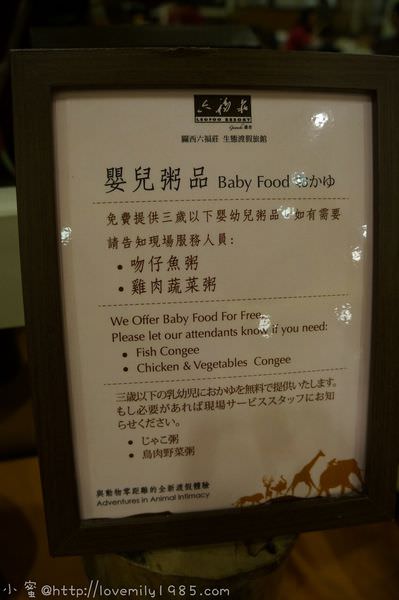 六福莊
LEOFOO RESORT
Guanshi 關西
關西六福莊 生態渡假旅館
嬰兒粥品 Baby Food おかゆ
免費提供三歲以下嬰幼兒粥品,如有需要
請告知現場服務人員:
• 吻仔魚粥
• 雞肉蔬菜粥
We Offer Baby Food For Free.
Please let our attendants know if you need:
• Fish Congee
• Chicken & Vegetables Congee
三歲以下の乳幼児におかゆを無料で提供いたします。
もし必要があれば現場サービススタッフにお知
らせください。
• じゃこ粥
• 鳥肉野菜粥
與動物零距離的全新渡假體驗
Adventures in Animal Intimacy
小蜜@http://lovemily1985.com/